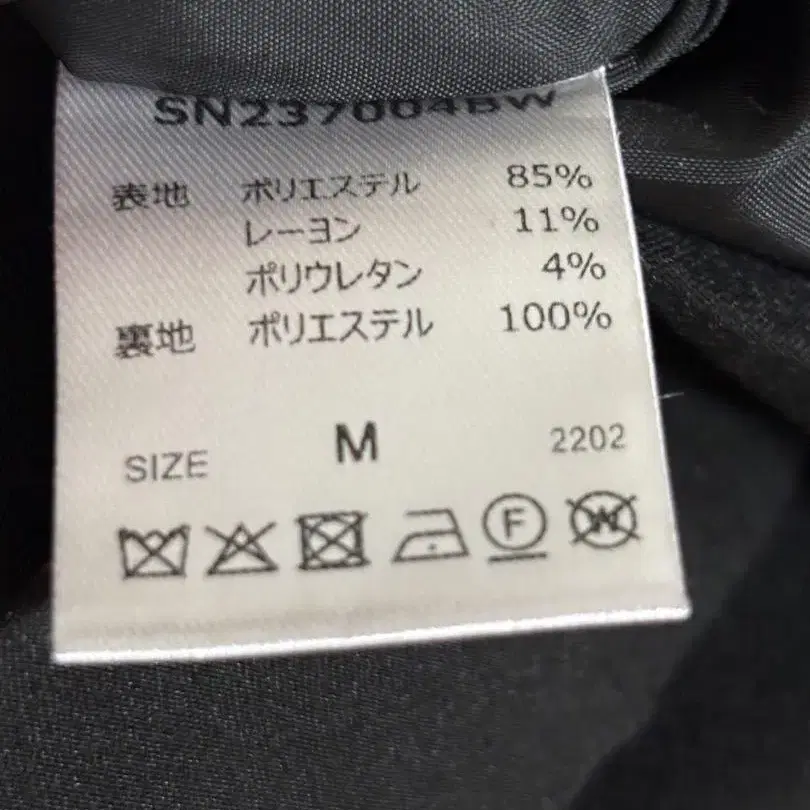 SN237004BW
表地 ポリエステル 85%
レーヨン 11%
ポリウレタン 4%
裏地 ポリエステル 100%
SIZE M 2202
F W